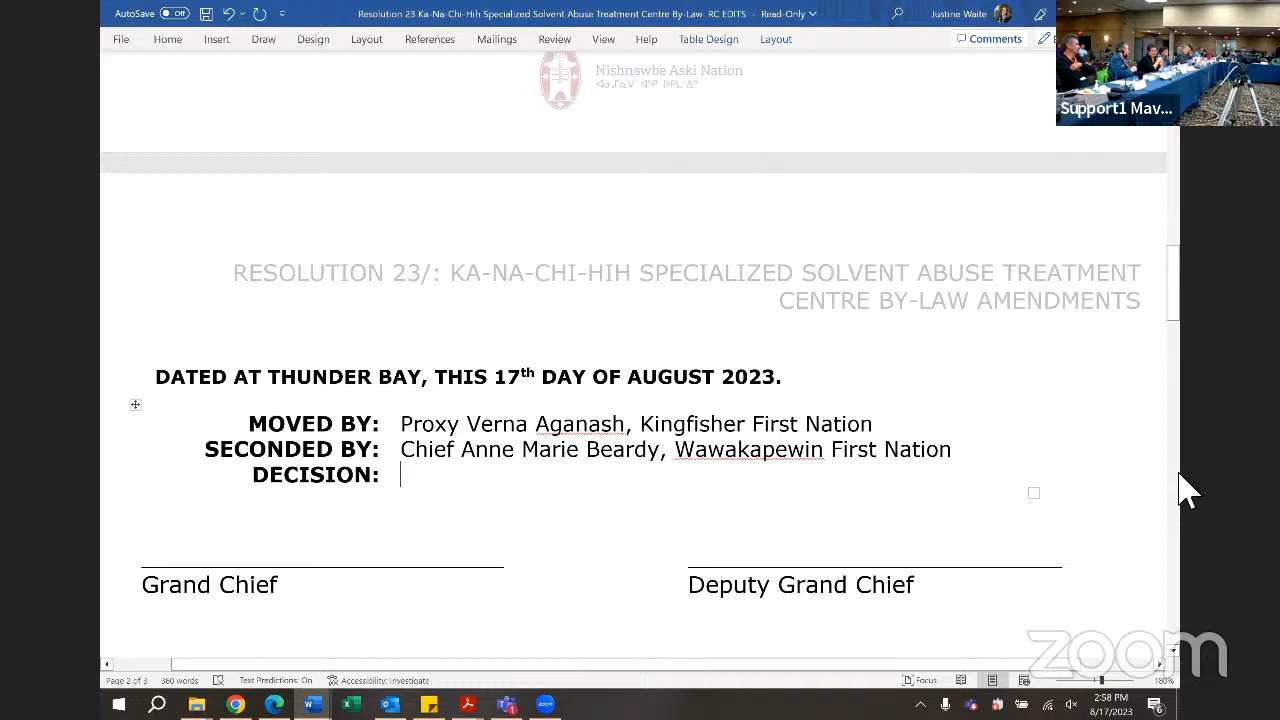 AutoSave Off Resolution 23 Ka-Na-Chi-Hih Specialized Solvent Abuse Treatment Centre By-Law RC EDITS - Read-Only Justine Waite
File Home Insert Draw Design Layout References Mailings Review View Help Table Design Layout Comments
Nishnawbe Aski Nation
Support1 Mav...
RESOLUTION 23/: KA-NA-CHI-HIH SPECIALIZED SOLVENT ABUSE TREATMENT
CENTRE BY-LAW AMENDMENTS
DATED AT THUNDER BAY, THIS 17th DAY OF AUGUST 2023.
MOVED BY: Proxy Verna Aganash, Kingfisher First Nation
SECONDED BY: Chief Anne Marie Beardy, Wawakapewin First Nation
DECISION:
Grand Chief Deputy Grand Chief
zoom
Page 2 of 3 360 words Text Predictions: On Accessibility: Investigate Focus 180%
2:58 PM
8/17/2023